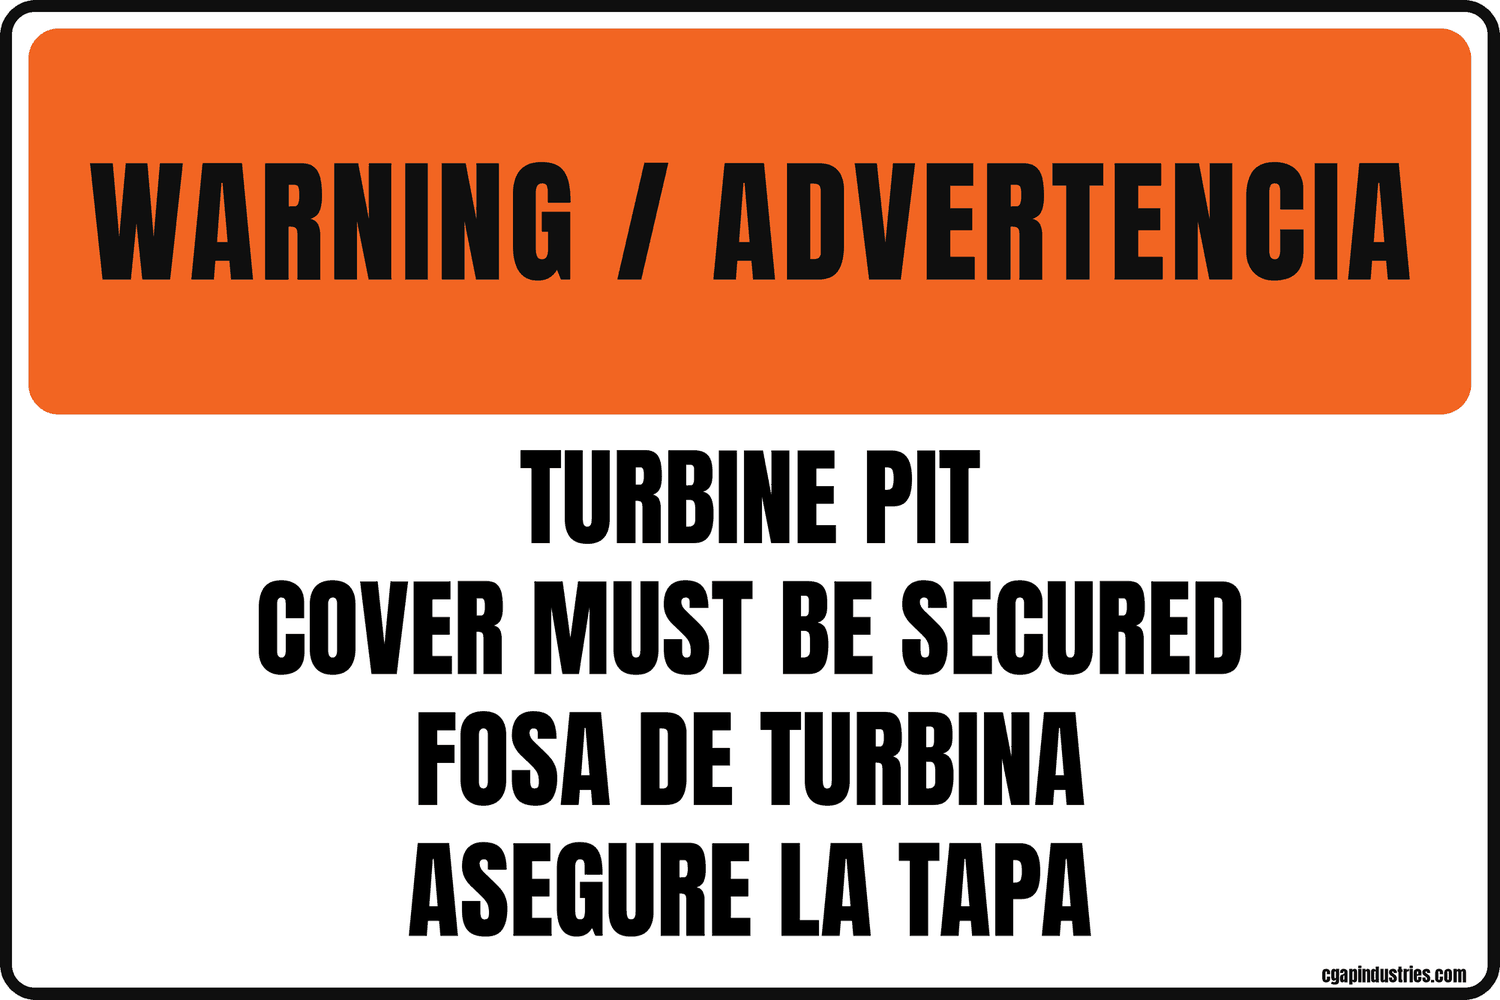 WARNING / ADVERTENCIA
TURBINE PIT
COVER MUST BE SECURED
FOSA DE TURBINA
ASEGURE LA TAPA
cgapindustries.com